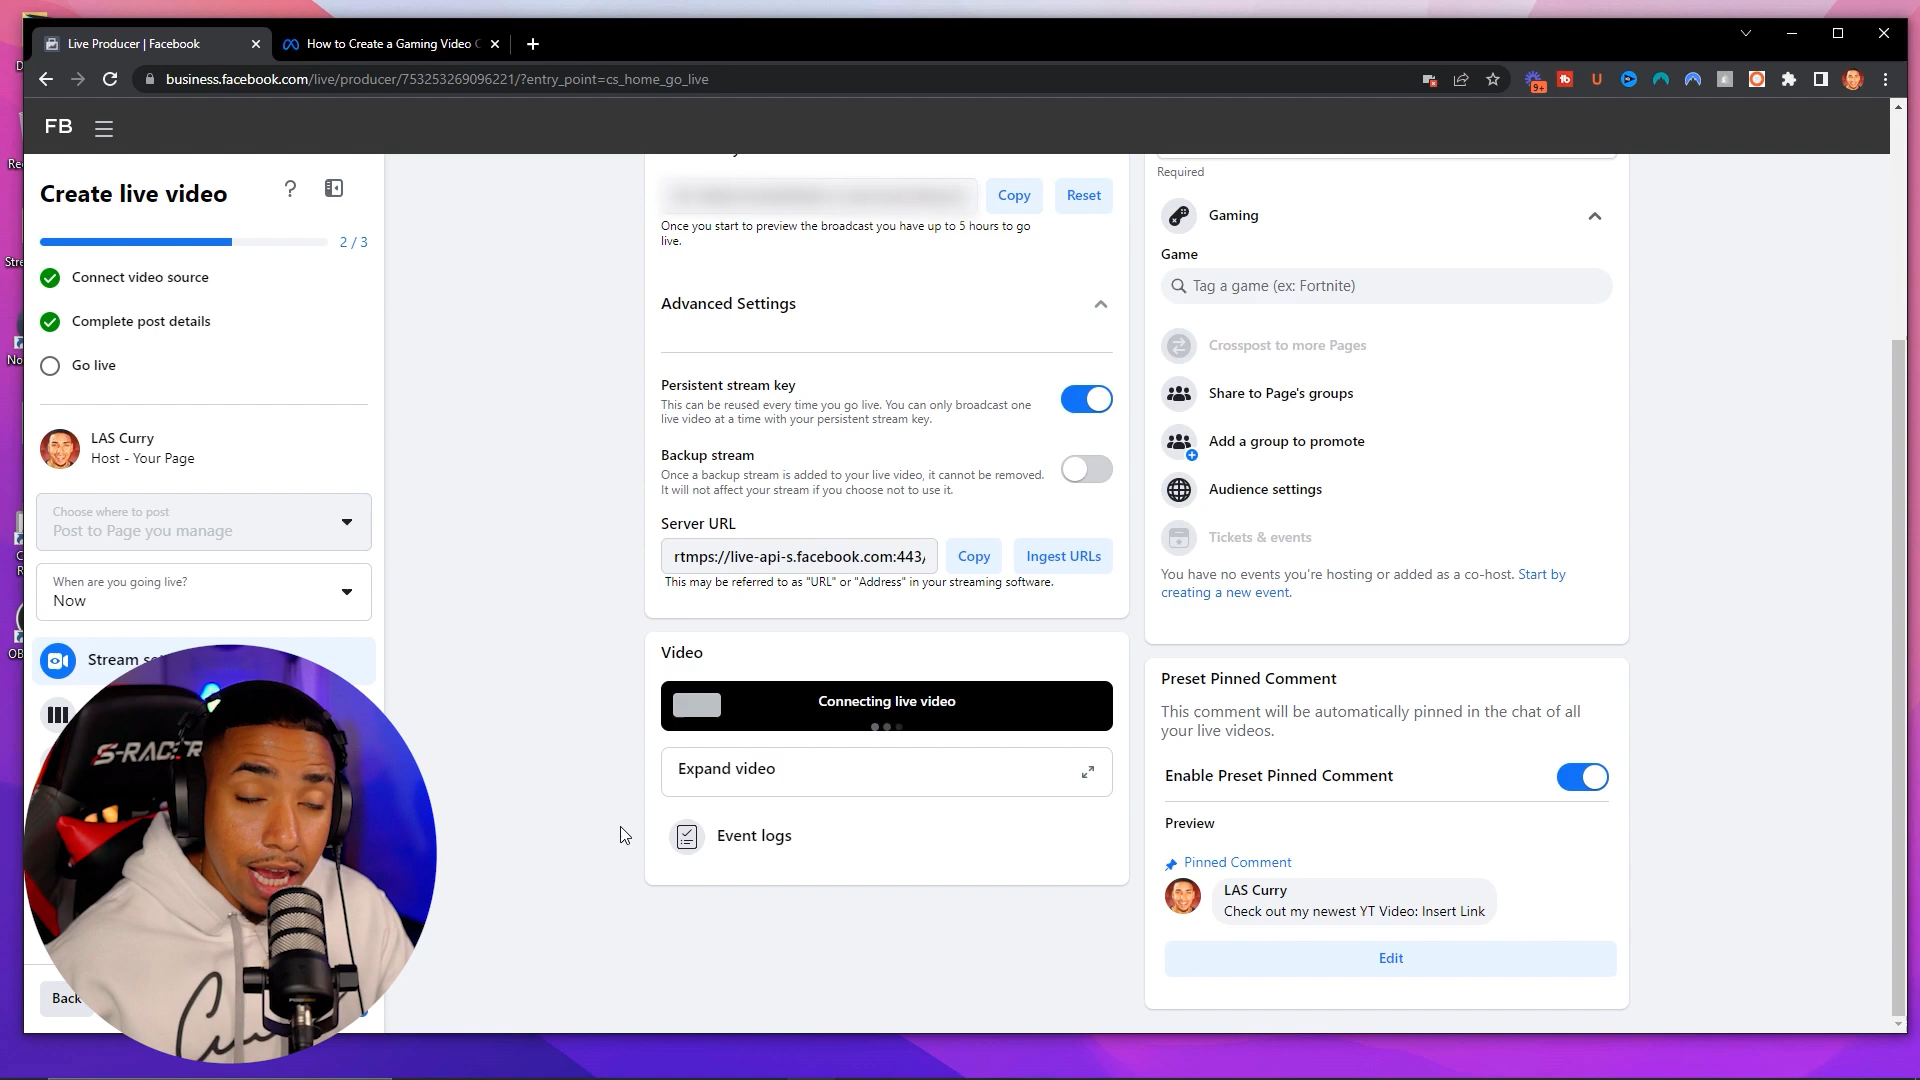 Live Producer | Facebook
How to Create a Gaming Video C
business.facebook.com/live/producer/753253269096221/?entry_point=cs_home_go_live
9+
FB
Create live video
2 / 3
Connect video source
Complete post details
Go live
LAS Curry
Host - Your Page
Choose where to post
Post to Page you manage
When are you going live?
Now
Stream se
Back
S-RACER
Copy
Reset
Once you start to preview the broadcast you have up to 5 hours to go
live.
Advanced Settings
Persistent stream key
This can be reused every time you go live. You can only broadcast one
live video at a time with your persistent stream key.
Backup stream
Once a backup stream is added to your live video, it cannot be removed.
It will not affect your stream if you choose not to use it.
Server URL
rtmps://live-api-s.facebook.com:443/
Copy
Ingest URLs
This may be referred to as "URL" or "Address" in your streaming software.
Video
Connecting live video
Expand video
Event logs
Required
Gaming
Game
Tag a game (ex: Fortnite)
Crosspost to more Pages
Share to Page's groups
Add a group to promote
Audience settings
Tickets & events
You have no events you're hosting or added as a co-host. Start by
creating a new event.
Preset Pinned Comment
This comment will be automatically pinned in the chat of all
your live videos.
Enable Preset Pinned Comment
Preview
Pinned Comment
LAS Curry
Check out my newest YT Video: Insert Link
Edit